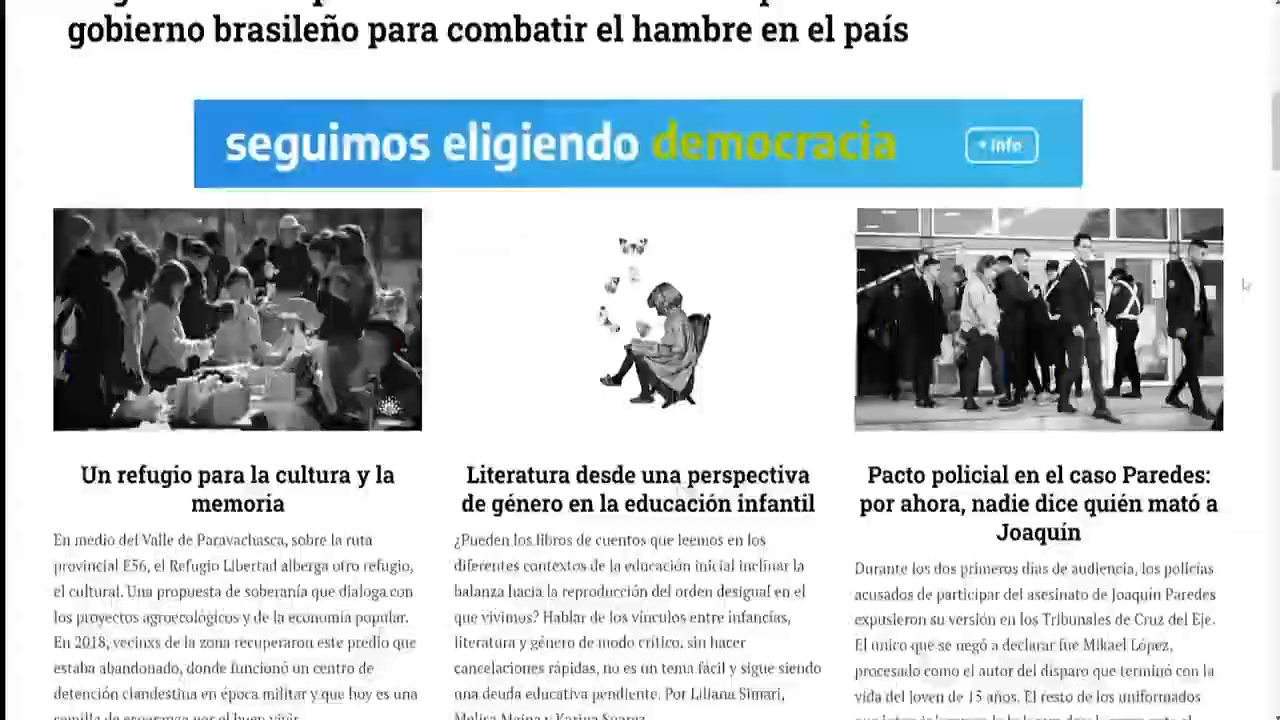 gobierno brasileño para combatir el hambre en el país
seguimos eligiendo democracia
+ info
Un refugio para la cultura y la
memoria
En medio del Valle de Paravachasca, sobre la ruta
provincial E56, el Refugio Libertad alberga otro refugio,
el cultural. Una propuesta de soberanía que dialoga con
los proyectos agroecológicos y de la economía popular.
En 2018, vecinxs de la zona recuperaron este predio que
estaba abandonado, donde funcionó un centro de
detención clandestina en época militar y que hoy es una
semilla de esperanza por el buen vivir.
Literatura desde una perspectiva
de género en la educación infantil
¿Pueden los libros de cuentos que leemos en los
diferentes contextos de la educación inicial inclinar la
balanza hacia la reproducción del orden desigual en el
que vivimos? Hablar de los vínculos entre infancias,
literatura y género de modo crítico, sin hacer
cancelaciones rápidas, no es un tema fácil y sigue siendo
una deuda educativa pendiente. Por Liliana Simari,
Pacto policial en el caso Paredes:
por ahora, nadie dice quién mató a
Joaquín
Durante los dos primeros días de audiencia, los policías
acusados de participar del asesinato de Joaquín Paredes
expusieron su versión en los Tribunales de Cruz del Eje.
El único que se negó a declarar fue Mikael López,
procesado como el autor del disparo que terminó con la
vida del joven de 15 años. El resto de los uniformados